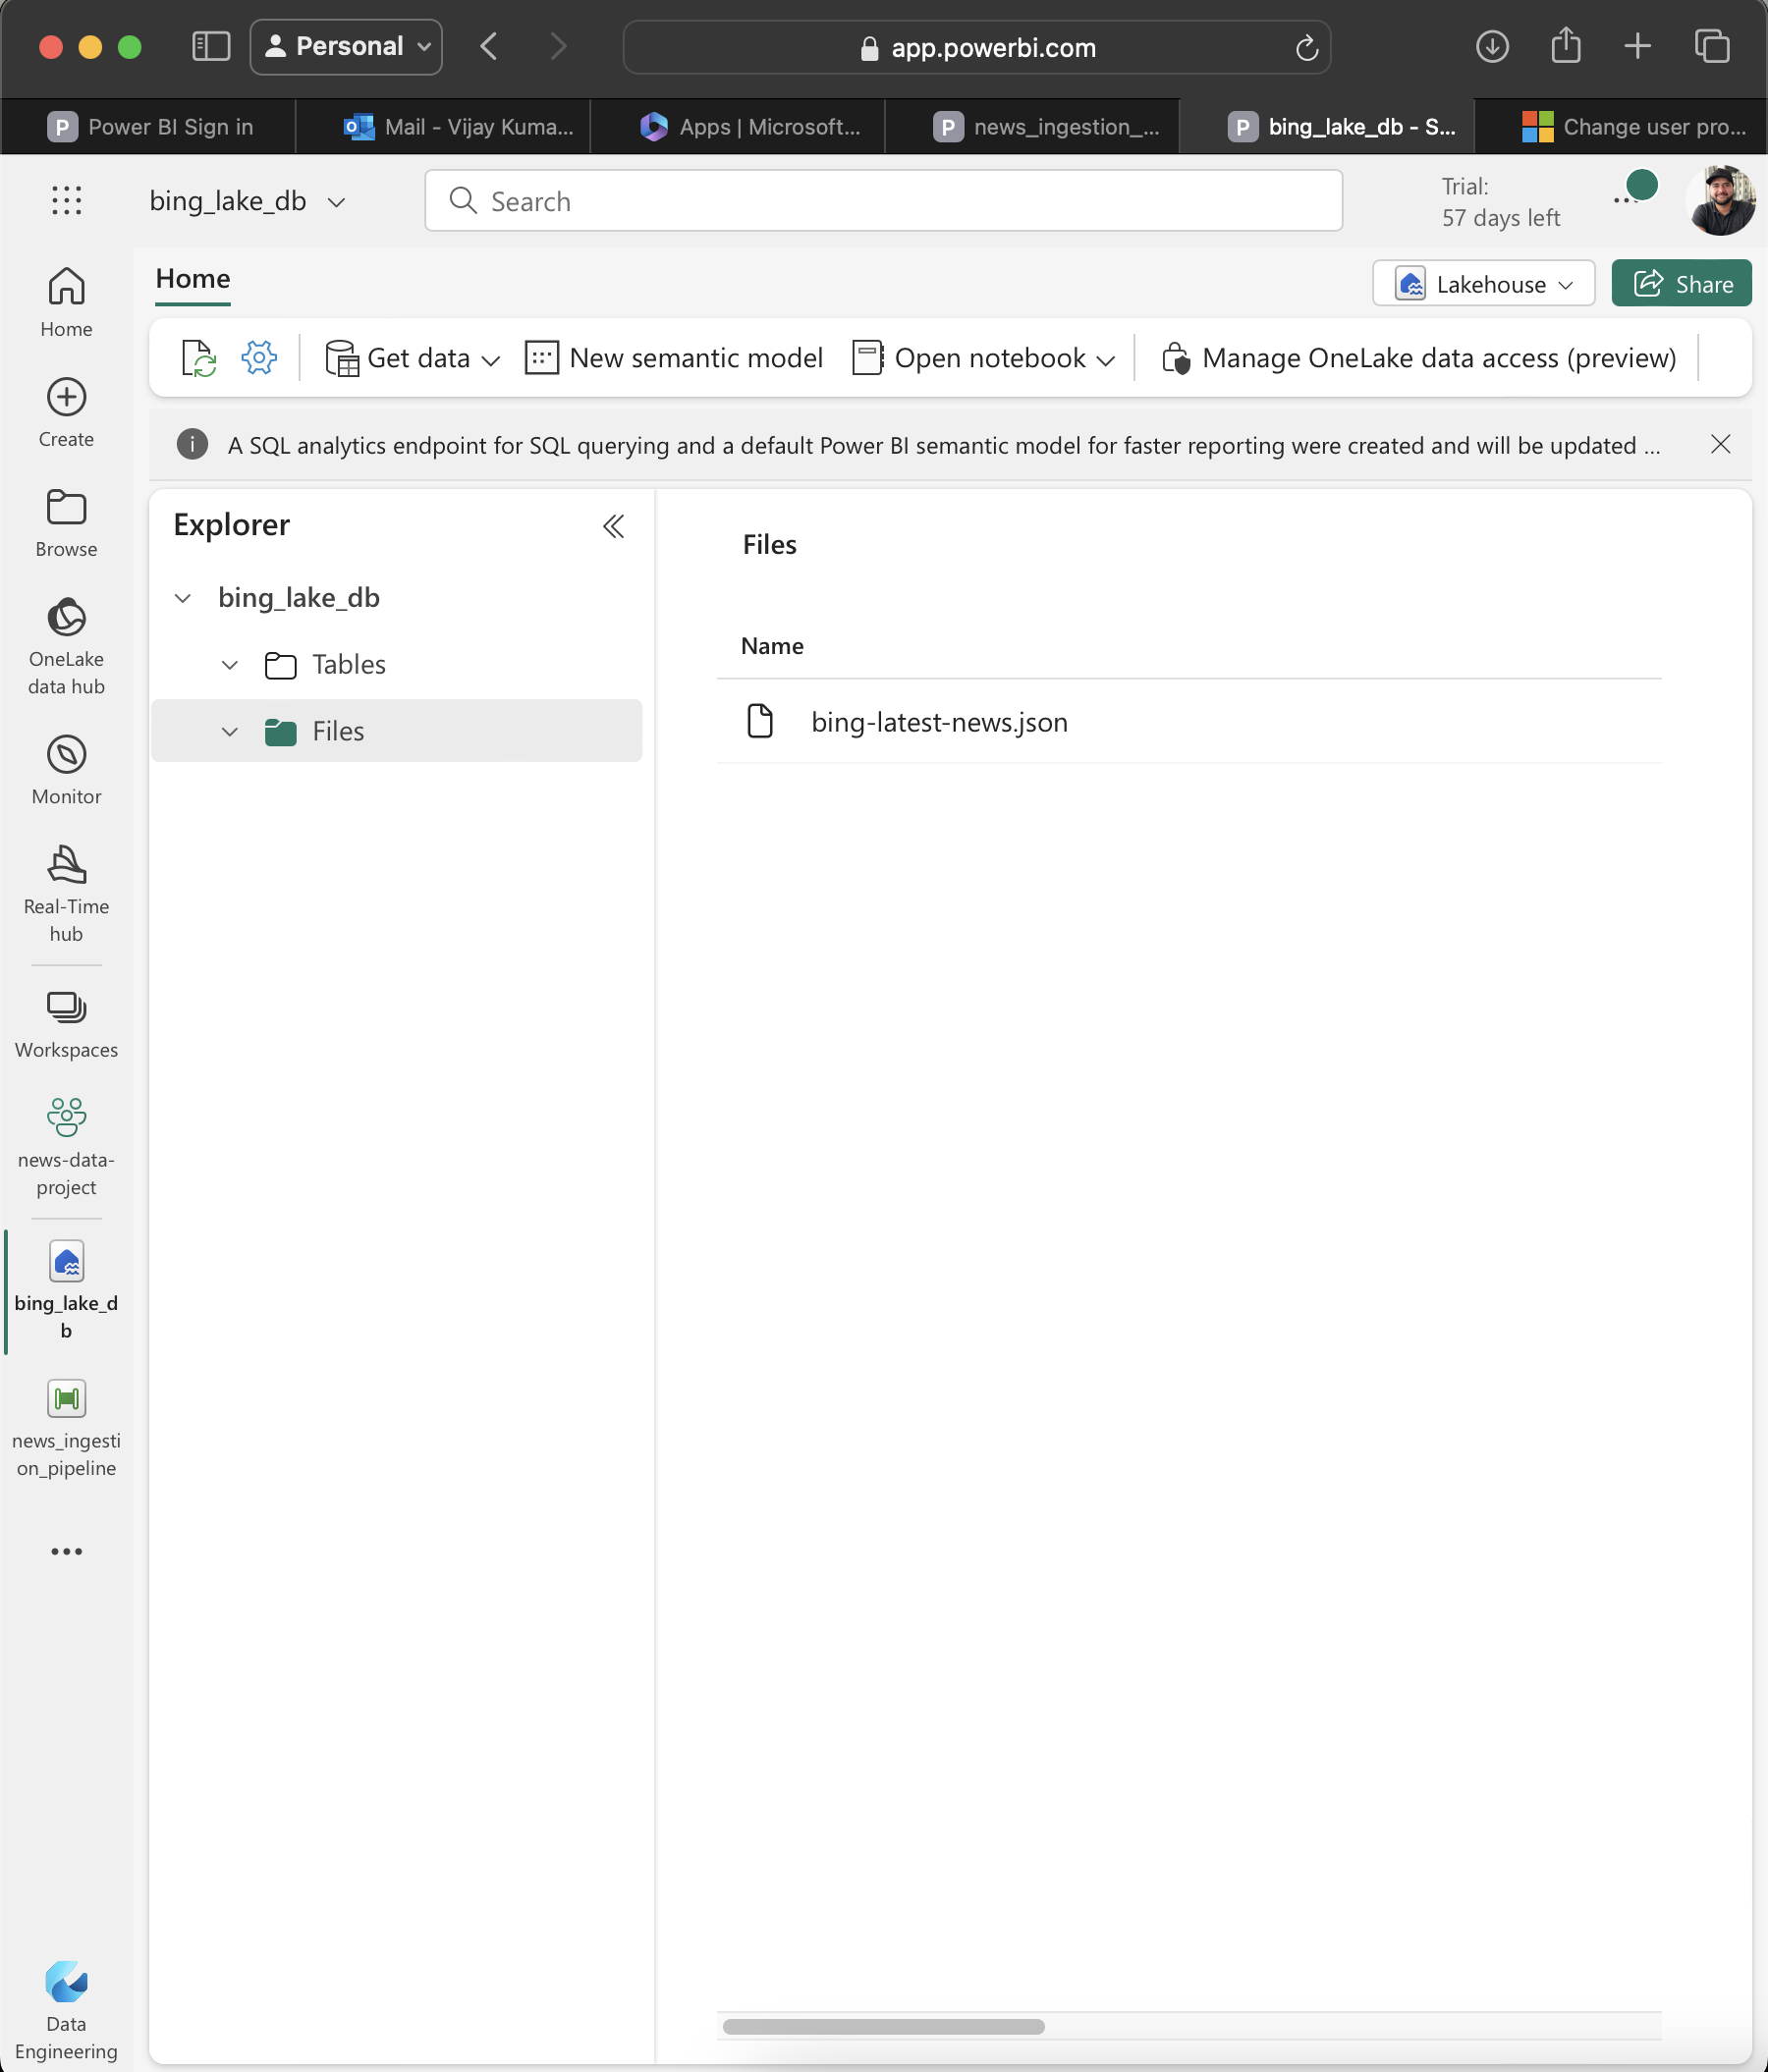 Personal
app.powerbi.com
P Power BI Sign in
Mail - Vijay Kuma...
Apps | Microsoft...
P news_ingestion_...
P bing_lake_db - S...
Change user pro...
bing_lake_db
Search
Trial:
57 days left
Home
Lakehouse
Share
Get data
New semantic model
Open notebook
Manage OneLake data access (preview)
A SQL analytics endpoint for SQL querying and a default Power BI semantic model for faster reporting were created and will be updated ...
Home
Create
Browse
OneLake
data hub
Monitor
Real-Time
hub
Workspaces
news-data-
project
bing_lake_d
b
news_ingesti
on_pipeline
Data
Engineering
Explorer
bing_lake_db
Tables
Files
Files
Name
bing-latest-news.json